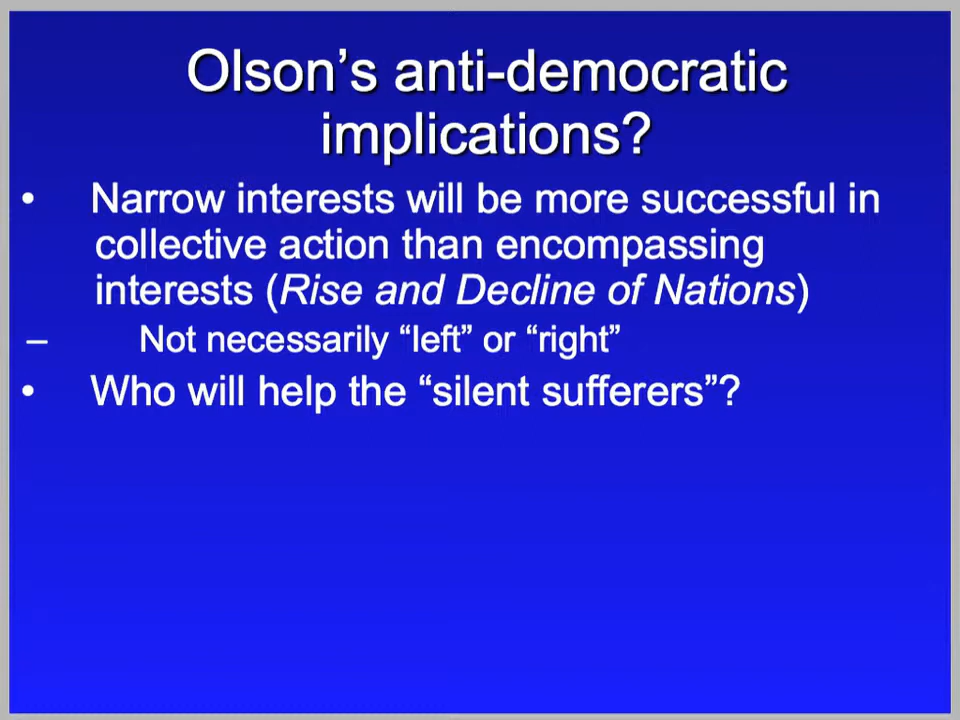 Olson’s anti-democratic
implications?
• Narrow interests will be more successful in
collective action than encompassing
interests (Rise and Decline of Nations)
– Not necessarily “left” or “right”
• Who will help the “silent sufferers”?